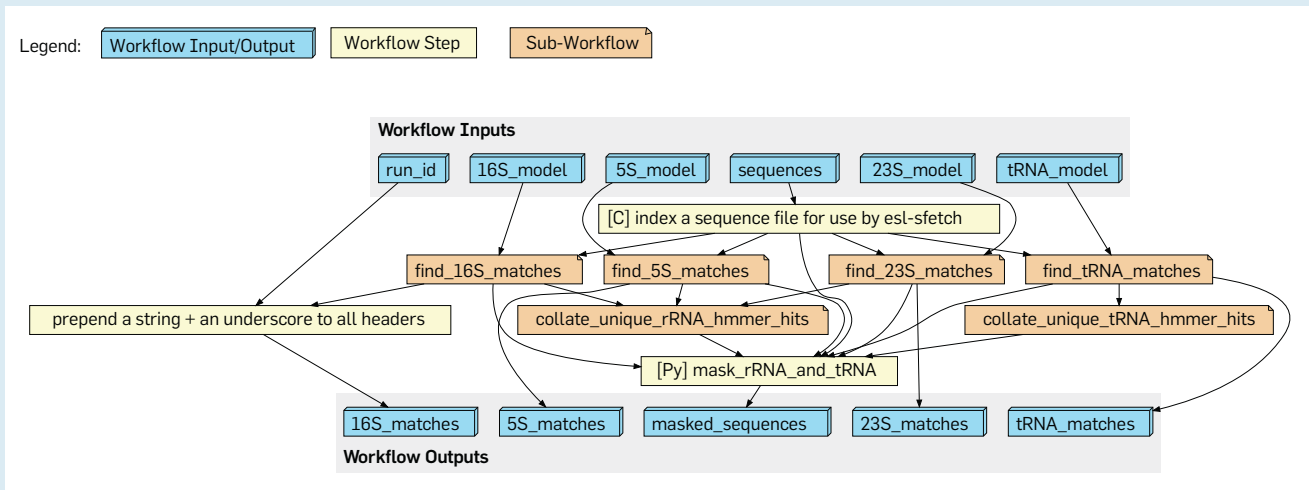 Legend:
Workflow Input/Output
Workflow Step
Sub-Workflow
Workflow Inputs
run_id
16S_model
5S_model
sequences
23S_model
tRNA_model
[C] index a sequence file for use by esl-sfetch
find_16S_matches
find_5S_matches
find_23S_matches
find_tRNA_matches
prepend a string + an underscore to all headers
collate_unique_rRNA_hmmer_hits
collate_unique_tRNA_hmmer_hits
[Py] mask_rRNA_and_tRNA
16S_matches
5S_matches
masked_sequences
23S_matches
tRNA_matches
Workflow Outputs